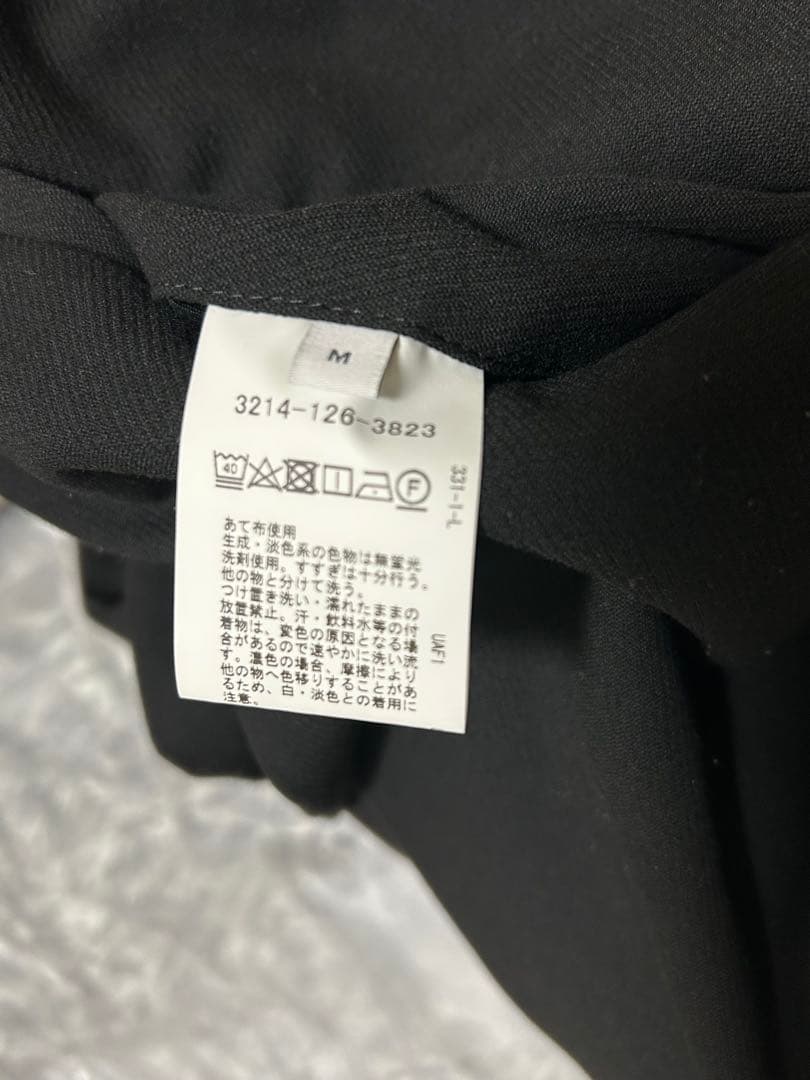 M
3214-126-3823
40
F
331-1-L
あて布使用
生成・淡色系の色物は無蛍光
洗剤使用。すすぎは十分行う。
他の物と分けて洗う。
つけ置き洗い・濡れたままの
放置禁止。汗・飲料水等の付
着物は、変色の原因となる場
合があるので速やかに洗い流
す。濃色の場合、摩擦により
他の物へ色移りすることがあ
るため、白・淡色との着用に
注意。
UAF1